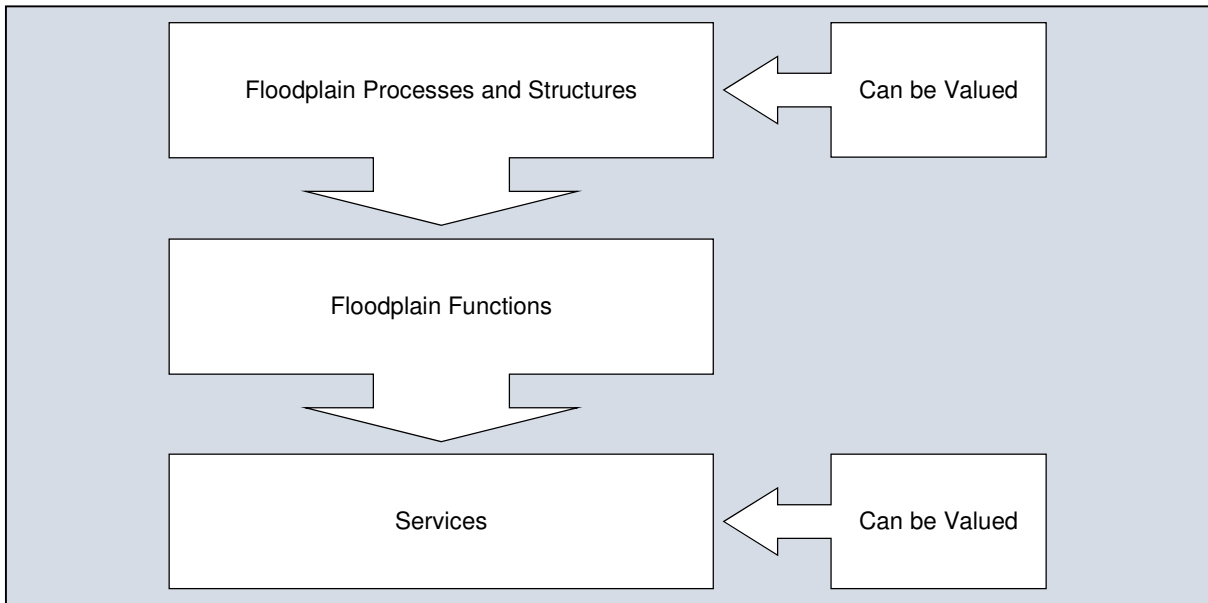 Floodplain Processes and Structures
Can be Valued
Floodplain Functions
Services
Can be Valued